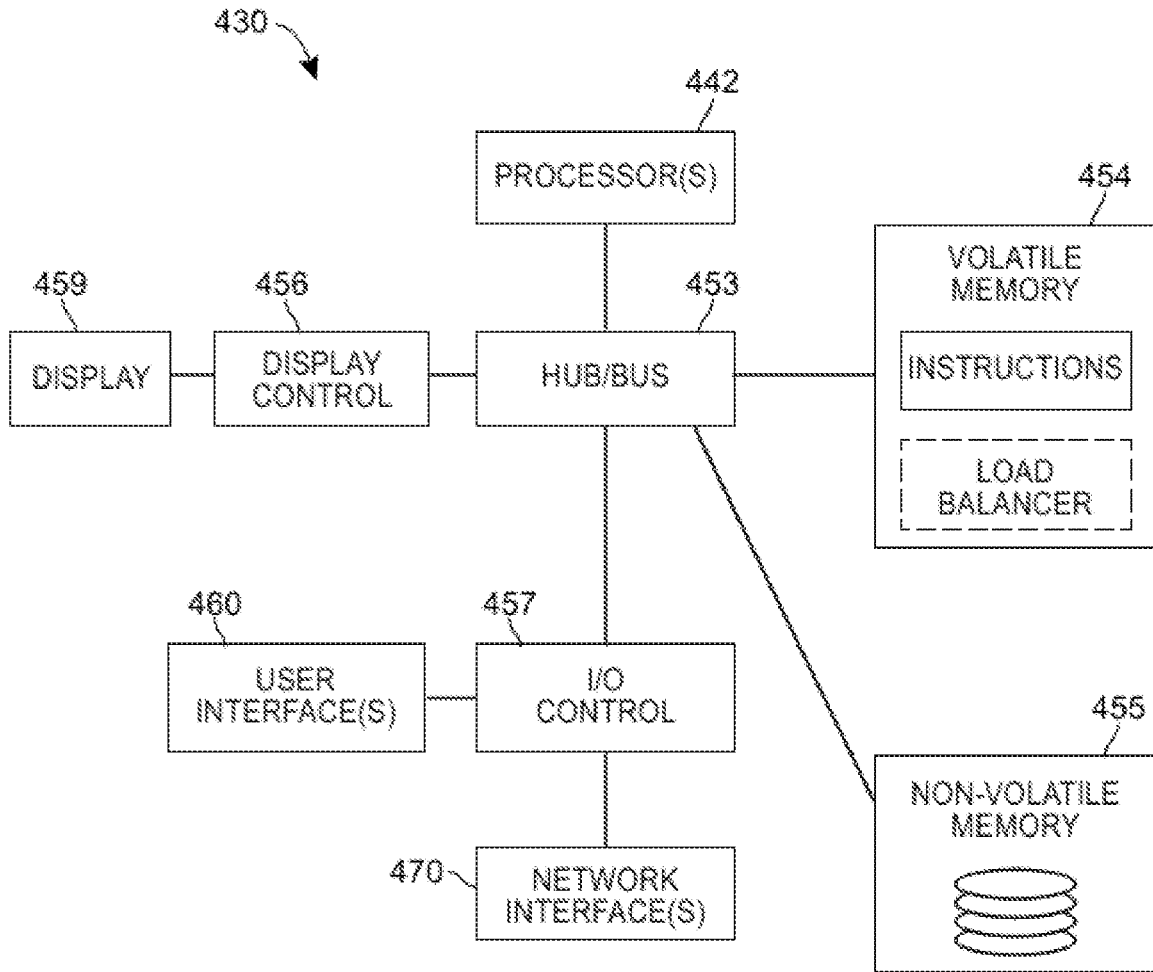 430
442
PROCESSOR(S)
454
VOLATILE
MEMORY
459
456
453
DISPLAY
DISPLAY
CONTROL
HUB/BUS
INSTRUCTIONS
LOAD
BALANCER
460
457
USER
INTERFACE(S)
I/O
CONTROL
455
NON-VOLATILE
MEMORY
470
NETWORK
INTERFACE(S)